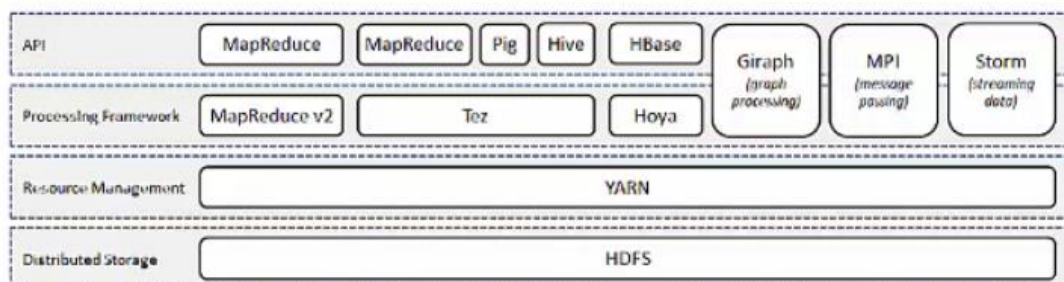 API
MapReduce
MapReduce
Pig
Hive
HBase
Giraph
(graph
processing)
MPI
(message
passing)
Storm
(streaming
data)
Processing Framework
MapReduce v2
Tez
Hoya
Resource Management
YARN
Distributed Storage
HDFS